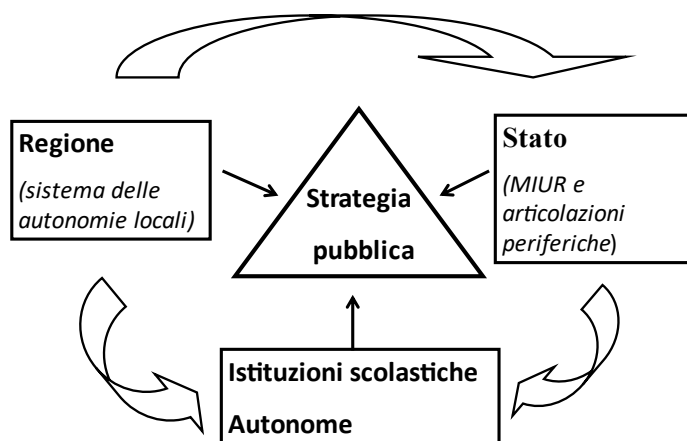 Regione
(sistema delle
autonomie locali)
Strategia
pubblica
Stato
(MIUR e
articolazioni
periferiche)
Istituzioni scolastiche
Autonome